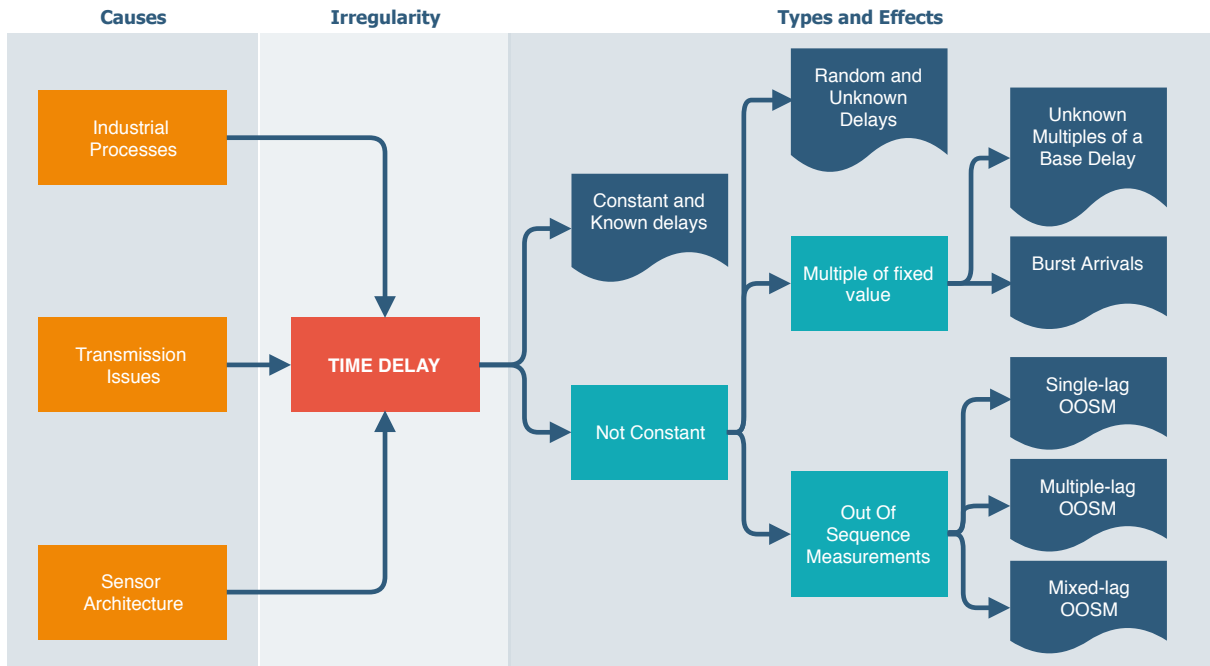 Causes
Irregularity
Types and Effects
Industrial
Processes
Transmission
Issues
Sensor
Architecture
TIME DELAY
Constant and
Known delays
Not Constant
Random and
Unknown
Delays
Multiple of fixed
value
Out Of
Sequence
Measurements
Unknown
Multiples of a
Base Delay
Burst Arrivals
Single-lag
OOSM
Multiple-lag
OOSM
Mixed-lag
OOSM